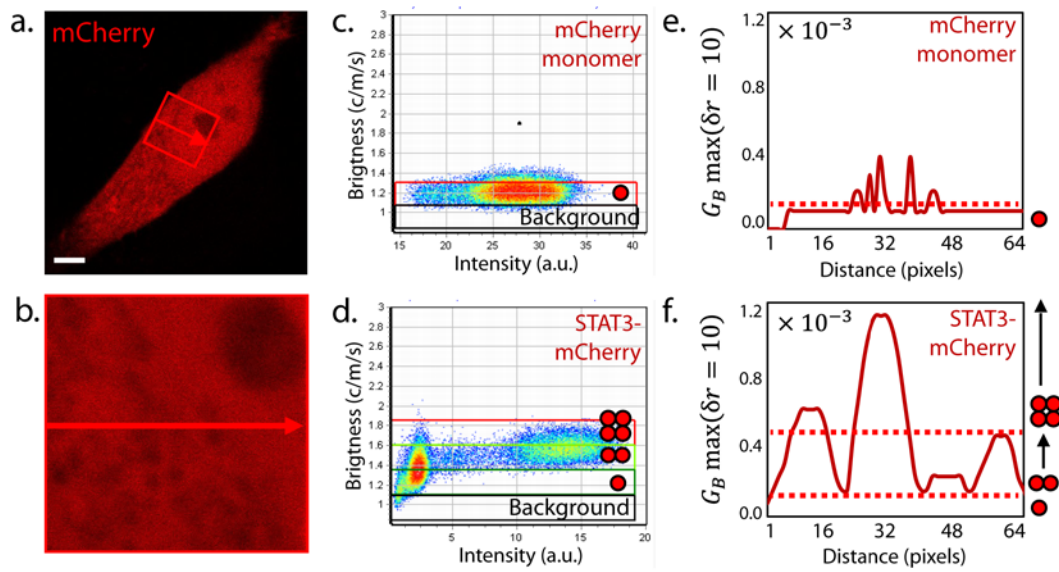 a.
mCherry
b.
c.
mCherry
monomer
Brigtness (c/m/s)
3
2.8
2.6
2.4
2.2
2
1.8
1.6
1.4
1.2
1
Background
15
20
25
30
35
40
Intensity (a.u.)
d.
STAT3-
mCherry
Brigtness (c/m/s)
3
2.8
2.6
2.4
2.2
2
1.8
1.6
1.4
1.2
1
Background
0
5
10
15
20
Intensity (a.u.)
e.
× 10⁻³
mCherry
monomer
G_B max(δr = 10)
1.2
0.8
0.4
0.0
1
16
32
48
64
Distance (pixels)
f.
× 10⁻³
STAT3-
mCherry
G_B max(δr = 10)
1.2
0.8
0.4
0.0
1
16
32
48
64
Distance (pixels)